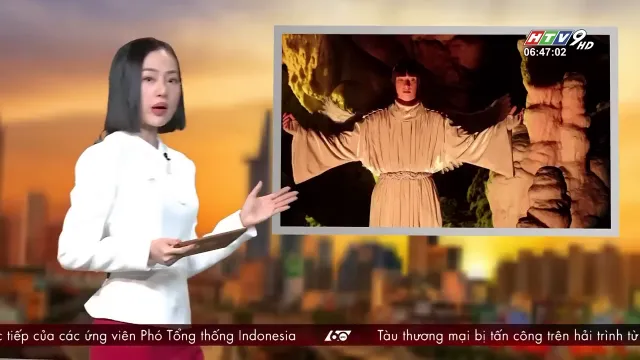 HTV9 HD
06:47:02
c tiếp của các ứng viên Phó Tổng thống Indonesia 60 Tàu thương mại bị tấn công trên hải trình từ